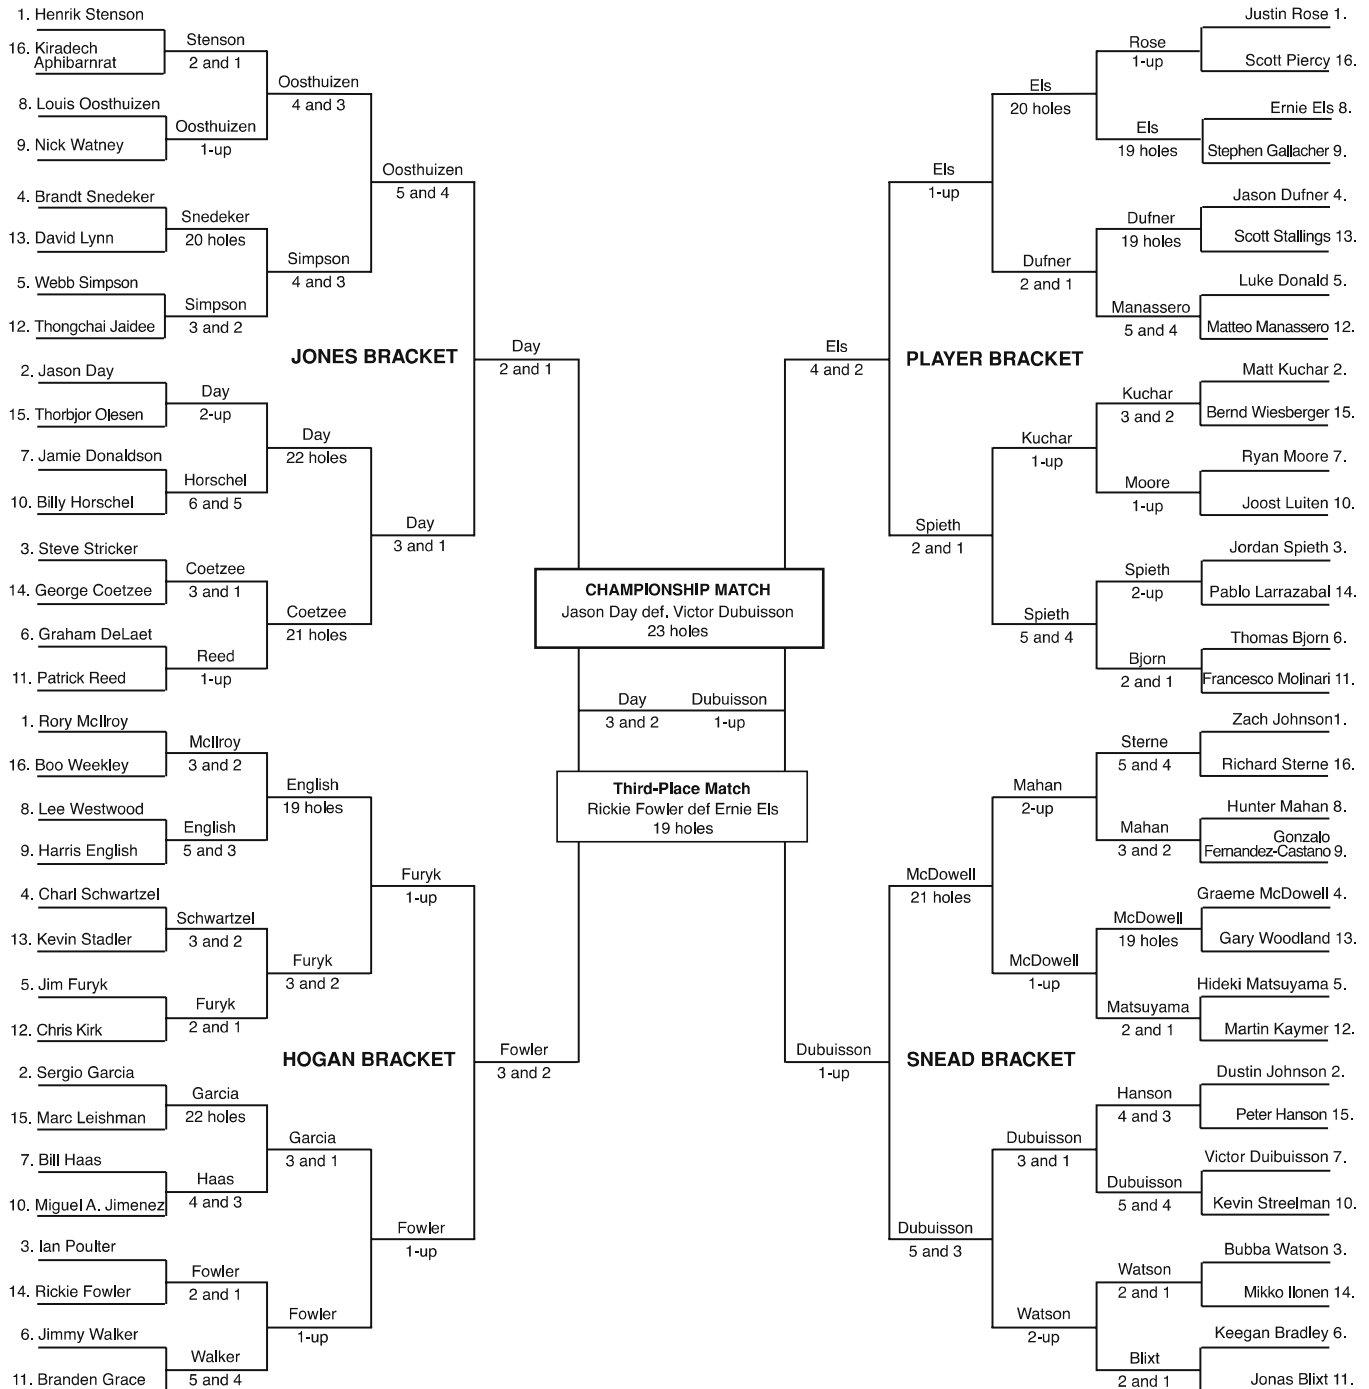 1. Henrik Stenson
16. Kiradech
Aphibarnrat
8. Louis Oosthuizen
9. Nick Watney
4. Brandt Snedeker
13. David Lynn
5. Webb Simpson
12. Thongchai Jaidee
2. Jason Day
15. Thorbjor Olesen
7. Jamie Donaldson
10. Billy Horschel
3. Steve Stricker
14. George Coetzee
6. Graham DeLaet
11. Patrick Reed
Stenson
2 and 1
Oosthuizen
1-up
Snedeker
20 holes
Simpson
3 and 2
Day
2-up
Horschel
6 and 5
Coetzee
3 and 1
Reed
1-up
Oosthuizen
4 and 3
Simpson
4 and 3
Day
22 holes
Coetzee
21 holes
Oosthuizen
5 and 4
Day
3 and 1
JONES BRACKET
Day
2 and 1
1. Rory McIlroy
16. Boo Weekley
8. Lee Westwood
9. Harris English
4. Charl Schwartzel
13. Kevin Stadler
5. Jim Furyk
12. Chris Kirk
2. Sergio Garcia
15. Marc Leishman
7. Bill Haas
10. Miguel A. Jimenez
3. Ian Poulter
14. Rickie Fowler
6. Jimmy Walker
11. Branden Grace
McIlroy
3 and 2
English
5 and 3
Schwartzel
3 and 2
Furyk
2 and 1
Garcia
22 holes
Haas
4 and 3
Fowler
2 and 1
Walker
5 and 4
English
19 holes
Furyk
3 and 2
Garcia
3 and 1
Fowler
1-up
Furyk
1-up
Fowler
1-up
HOGAN BRACKET
Fowler
3 and 2
CHAMPIONSHIP MATCH
Jason Day def. Victor Dubuisson
23 holes
Day
3 and 2
Dubuisson
1-up
Third-Place Match
Rickie Fowler def Ernie Els
19 holes
Justin Rose 1.
Scott Piercy 16.
Ernie Els 8.
Stephen Gallacher 9.
Jason Dufner 4.
Scott Stallings 13.
Luke Donald 5.
Matteo Manassero 12.
Matt Kuchar 2.
Bernd Wiesberger 15.
Ryan Moore 7.
Joost Luiten 10.
Jordan Spieth 3.
Pablo Larrazabal 14.
Thomas Bjorn 6.
Francesco Molinari 11.
Rose
1-up
Els
19 holes
Dufner
19 holes
Manassero
5 and 4
Kuchar
3 and 2
Moore
1-up
Spieth
2-up
Bjorn
2 and 1
Els
20 holes
Dufner
2 and 1
Kuchar
1-up
Spieth
5 and 4
Els
1-up
Spieth
2 and 1
PLAYER BRACKET
Els
4 and 2
Zach Johnson1.
Richard Sterne 16.
Hunter Mahan 8.
Gonzalo
Fernandez-Castano 9.
Graeme McDowell 4.
Gary Woodland 13.
Hideki Matsuyama 5.
Martin Kaymer 12.
Dustin Johnson 2.
Peter Hanson 15.
Victor Duibuisson 7.
Kevin Streelman 10.
Bubba Watson 3.
Mikko Ilonen 14.
Keegan Bradley 6.
Jonas Blixt 11.
Sterne
5 and 4
Mahan
3 and 2
McDowell
19 holes
Matsuyama
2 and 1
Hanson
4 and 3
Dubuisson
5 and 4
Watson
2 and 1
Blixt
2 and 1
Mahan
2-up
McDowell
1-up
Dubuisson
3 and 1
Watson
2-up
McDowell
21 holes
Dubuisson
5 and 3
SNEAD BRACKET
Dubuisson
1-up